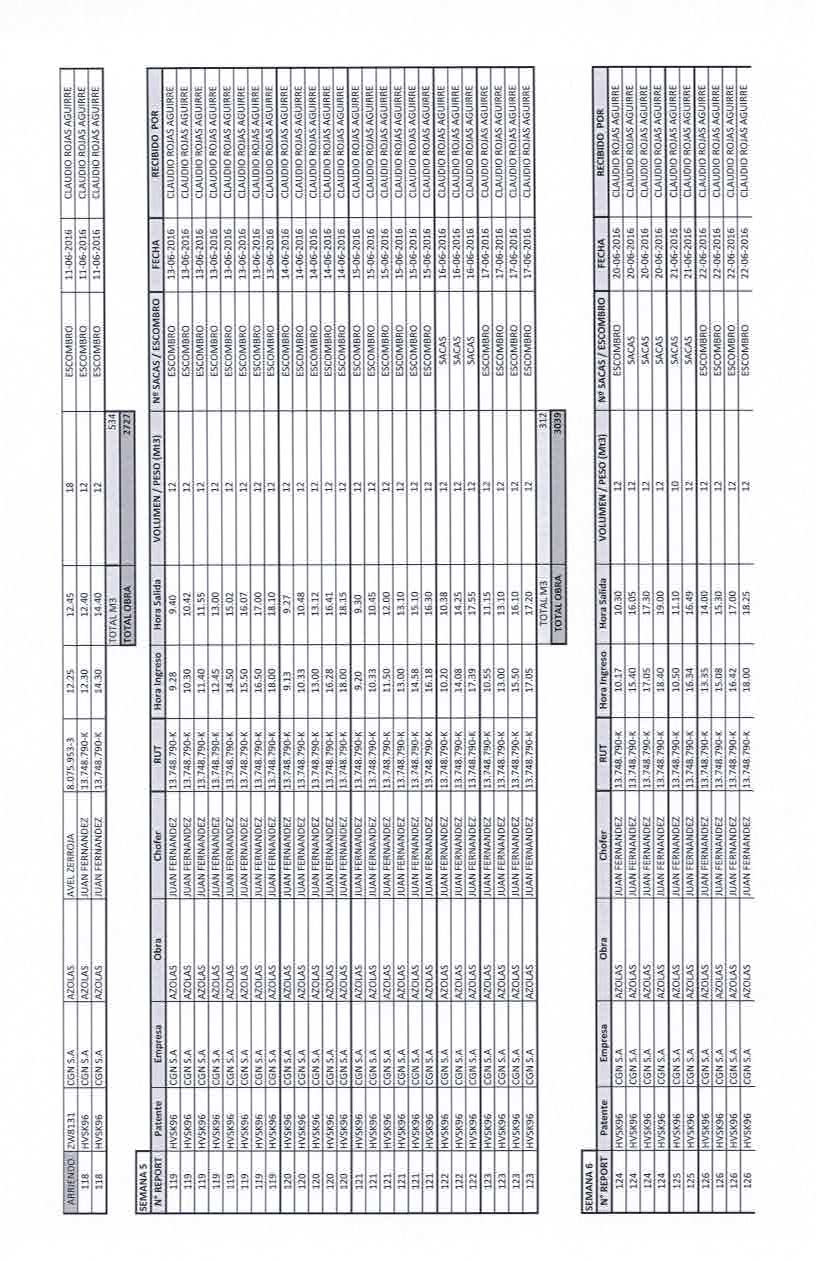 ARRIENDO ZW8131 CGN S.A AZOLAS AVEL ZERROJA 8.075.953-3 12.25 12.45 18 ESCOMBRO 11-06-2016 CLAUDIO ROJAS AGUIRRE
118 HVSK96 CGN S.A AZOLAS JUAN FERNANDEZ 13.748.790-K 12.30 12.40 12 ESCOMBRO 11-06-2016 CLAUDIO ROJAS AGUIRRE
118 HVSK96 CGN S.A AZOLAS JUAN FERNANDEZ 13.748.790-K 14.30 14.40 12 ESCOMBRO 11-06-2016 CLAUDIO ROJAS AGUIRRE
TOTAL M3 534
TOTAL OBRA 2727
SEMANA 5
N° REPORT Patente Empresa Obra Chofer RUT Hora Ingreso Hora Salida VOLUMEN / PESO (Mt3) Nº SACAS / ESCOMBRO FECHA RECIBIDO POR
119 HVSK96 CGN S.A AZOLAS JUAN FERNANDEZ 13.748.790-K 9.28 9.40 12 ESCOMBRO 13-06-2016 CLAUDIO ROJAS AGUIRRE
119 HVSK96 CGN S.A AZOLAS JUAN FERNANDEZ 13.748.790-K 10.30 10.42 12 ESCOMBRO 13-06-2016 CLAUDIO ROJAS AGUIRRE
119 HVSK96 CGN S.A AZOLAS JUAN FERNANDEZ 13.748.790-K 11.40 11.55 12 ESCOMBRO 13-06-2016 CLAUDIO ROJAS AGUIRRE
119 HVSK96 CGN S.A AZOLAS JUAN FERNANDEZ 13.748.790-K 12.45 13.00 12 ESCOMBRO 13-06-2016 CLAUDIO ROJAS AGUIRRE
119 HVSK96 CGN S.A AZOLAS JUAN FERNANDEZ 13.748.790-K 14.50 15.02 12 ESCOMBRO 13-06-2016 CLAUDIO ROJAS AGUIRRE
119 HVSK96 CGN S.A AZOLAS JUAN FERNANDEZ 13.748.790-K 15.50 16.07 12 ESCOMBRO 13-06-2016 CLAUDIO ROJAS AGUIRRE
119 HVSK96 CGN S.A AZOLAS JUAN FERNANDEZ 13.748.790-K 16.50 17.00 12 ESCOMBRO 13-06-2016 CLAUDIO ROJAS AGUIRRE
119 HVSK96 CGN S.A AZOLAS JUAN FERNANDEZ 13.748.790-K 18.00 18.10 12 ESCOMBRO 13-06-2016 CLAUDIO ROJAS AGUIRRE
120 HVSK96 CGN S.A AZOLAS JUAN FERNANDEZ 13.748.790-K 9.13 9.27 12 ESCOMBRO 14-06-2016 CLAUDIO ROJAS AGUIRRE
120 HVSK96 CGN S.A AZOLAS JUAN FERNANDEZ 13.748.790-K 10.33 10.48 12 ESCOMBRO 14-06-2016 CLAUDIO ROJAS AGUIRRE
120 HVSK96 CGN S.A AZOLAS JUAN FERNANDEZ 13.748.790-K 13.00 13.12 12 ESCOMBRO 14-06-2016 CLAUDIO ROJAS AGUIRRE
120 HVSK96 CGN S.A AZOLAS JUAN FERNANDEZ 13.748.790-K 16.28 16.41 12 ESCOMBRO 14-06-2016 CLAUDIO ROJAS AGUIRRE
120 HVSK96 CGN S.A AZOLAS JUAN FERNANDEZ 13.748.790-K 18.00 18.15 12 ESCOMBRO 14-06-2016 CLAUDIO ROJAS AGUIRRE
121 HVSK96 CGN S.A AZOLAS JUAN FERNANDEZ 13.748.790-K 9.20 9.30 12 ESCOMBRO 15-06-2016 CLAUDIO ROJAS AGUIRRE
121 HVSK96 CGN S.A AZOLAS JUAN FERNANDEZ 13.748.790-K 10.33 10.45 12 ESCOMBRO 15-06-2016 CLAUDIO ROJAS AGUIRRE
121 HVSK96 CGN S.A AZOLAS JUAN FERNANDEZ 13.748.790-K 11.50 12.00 12 ESCOMBRO 15-06-2016 CLAUDIO ROJAS AGUIRRE
121 HVSK96 CGN S.A AZOLAS JUAN FERNANDEZ 13.748.790-K 13.00 13.10 12 ESCOMBRO 15-06-2016 CLAUDIO ROJAS AGUIRRE
121 HVSK96 CGN S.A AZOLAS JUAN FERNANDEZ 13.748.790-K 14.58 15.10 12 ESCOMBRO 15-06-2016 CLAUDIO ROJAS AGUIRRE
121 HVSK96 CGN S.A AZOLAS JUAN FERNANDEZ 13.748.790-K 16.18 16.30 12 ESCOMBRO 15-06-2016 CLAUDIO ROJAS AGUIRRE
122 HVSK96 CGN S.A AZOLAS JUAN FERNANDEZ 13.748.790-K 10.20 10.38 12 SACAS 16-06-2016 CLAUDIO ROJAS AGUIRRE
122 HVSK96 CGN S.A AZOLAS JUAN FERNANDEZ 13.748.790-K 14.08 14.25 12 SACAS 16-06-2016 CLAUDIO ROJAS AGUIRRE
122 HVSK96 CGN S.A AZOLAS JUAN FERNANDEZ 13.748.790-K 17.39 17.55 12 SACAS 16-06-2016 CLAUDIO ROJAS AGUIRRE
123 HVSK96 CGN S.A AZOLAS JUAN FERNANDEZ 13.748.790-K 10.55 11.15 12 ESCOMBRO 17-06-2016 CLAUDIO ROJAS AGUIRRE
123 HVSK96 CGN S.A AZOLAS JUAN FERNANDEZ 13.748.790-K 13.00 13.10 12 ESCOMBRO 17-06-2016 CLAUDIO ROJAS AGUIRRE
123 HVSK96 CGN S.A AZOLAS JUAN FERNANDEZ 13.748.790-K 15.50 16.10 12 ESCOMBRO 17-06-2016 CLAUDIO ROJAS AGUIRRE
123 HVSK96 CGN S.A AZOLAS JUAN FERNANDEZ 13.748.790-K 17.05 17.20 12 ESCOMBRO 17-06-2016 CLAUDIO ROJAS AGUIRRE
TOTAL M3 312
TOTAL OBRA 3039
SEMANA 6
N° REPORT Patente Empresa Obra Chofer RUT Hora Ingreso Hora Salida VOLUMEN / PESO (Mt3) Nº SACAS / ESCOMBRO FECHA RECIBIDO POR
124 HVSK96 CGN S.A AZOLAS JUAN FERNANDEZ 13.748.790-K 10.17 10.30 12 ESCOMBRO 20-06-2016 CLAUDIO ROJAS AGUIRRE
124 HVSK96 CGN S.A AZOLAS JUAN FERNANDEZ 13.748.790-K 15.40 16.05 12 SACAS 20-06-2016 CLAUDIO ROJAS AGUIRRE
124 HVSK96 CGN S.A AZOLAS JUAN FERNANDEZ 13.748.790-K 17.05 17.30 12 SACAS 20-06-2016 CLAUDIO ROJAS AGUIRRE
124 HVSK96 CGN S.A AZOLAS JUAN FERNANDEZ 13.748.790-K 18.40 19.00 12 SACAS 20-06-2016 CLAUDIO ROJAS AGUIRRE
125 HVSK96 CGN S.A AZOLAS JUAN FERNANDEZ 13.748.790-K 10.50 11.10 10 SACAS 21-06-2016 CLAUDIO ROJAS AGUIRRE
125 HVSK96 CGN S.A AZOLAS JUAN FERNANDEZ 13.748.790-K 16.34 16.49 12 SACAS 21-06-2016 CLAUDIO ROJAS AGUIRRE
126 HVSK96 CGN S.A AZOLAS JUAN FERNANDEZ 13.748.790-K 13.35 14.00 12 ESCOMBRO 22-06-2016 CLAUDIO ROJAS AGUIRRE
126 HVSK96 CGN S.A AZOLAS JUAN FERNANDEZ 13.748.790-K 15.08 15.30 12 ESCOMBRO 22-06-2016 CLAUDIO ROJAS AGUIRRE
126 HVSK96 CGN S.A AZOLAS JUAN FERNANDEZ 13.748.790-K 16.42 17.00 12 ESCOMBRO 22-06-2016 CLAUDIO ROJAS AGUIRRE
126 HVSK96 CGN S.A AZOLAS JUAN FERNANDEZ 13.748.790-K 18.00 18.25 12 ESCOMBRO 22-06-2016 CLAUDIO ROJAS AGUIRRE